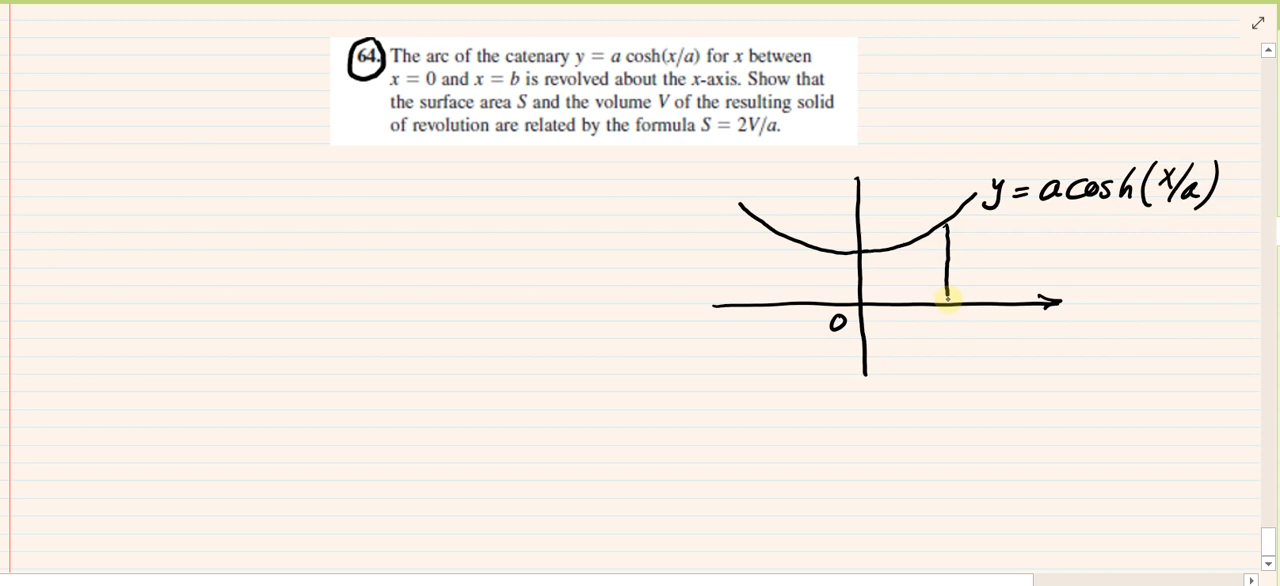 64. The arc of the catenary y = a cosh(x/a) for x between
x = 0 and x = b is revolved about the x-axis. Show that
the surface area S and the volume V of the resulting solid
of revolution are related by the formula S = 2V/a.
y = a cosh (x/a)
0